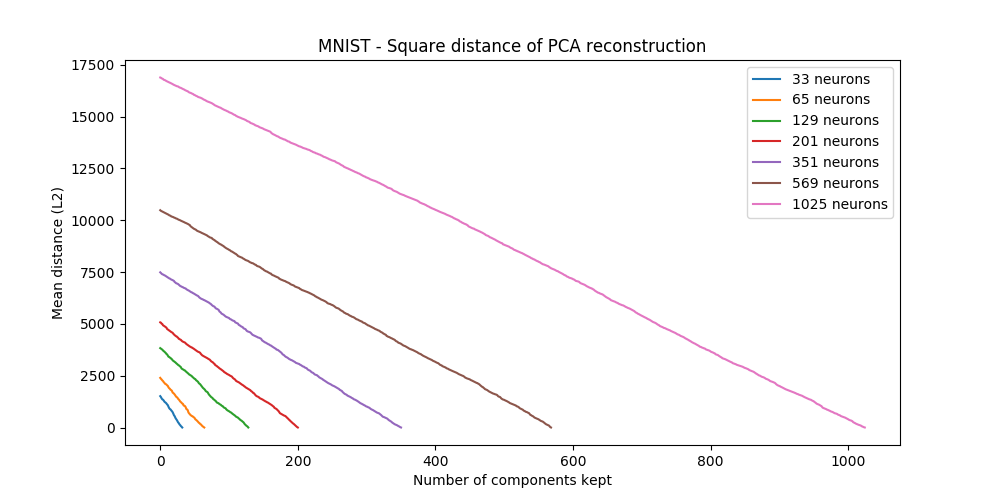 MNIST - Square distance of PCA reconstruction
17500
15000
12500
10000
7500
5000
2500
0
Mean distance (L2)
0
200
400
600
800
1000
Number of components kept
33 neurons
65 neurons
129 neurons
201 neurons
351 neurons
569 neurons
1025 neurons